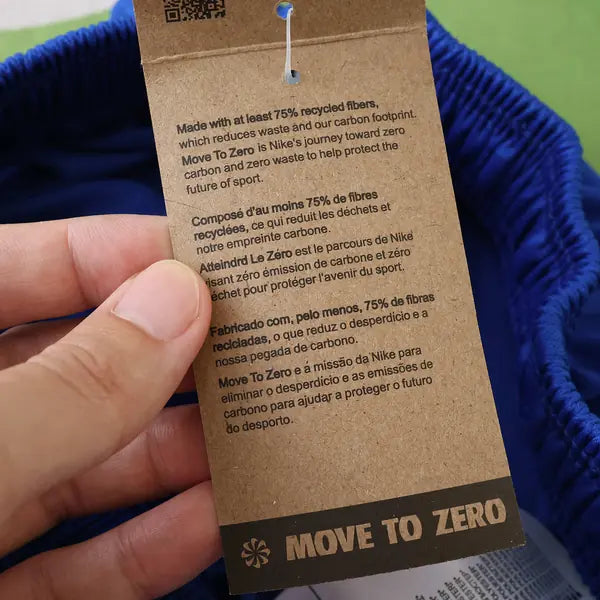 Made with at least 75% recycled fibers,
which reduces waste and our carbon footprint.
Move To Zero is Nike's journey toward zero
carbon and zero waste to help protect the
future of sport.
Composé d'au moins 75% de fibres
recyclées, ce qui reduit les déchets et
notre empreinte carbone.
Atteindrd Le Zéro est le parcours de Nike
visant zéro émission de carbone et zéro
échet pour protéger l'avenir du sport.
Fabricado com, pelo menos, 75% de fibras
recicladas, o que reduz o desperdicio e a
nossa pegada de carbono.
Move To Zero e a missão da Nike para
eliminar o desperdicio e as emissões de
carbono para ajudar a proteger o futuro
do desporto.
MOVE TO ZERO